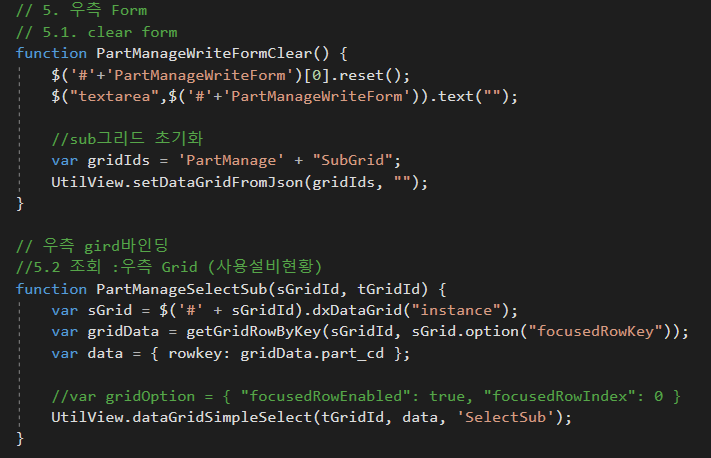 // 5. 우측 Form
// 5.1. clear form
function PartManageWriteFormClear() {
    $('#'+'PartManageWriteForm')[0].reset();
    $("textarea",$('#'+'PartManageWriteForm')).text("");

    //sub그리드 초기화
    var gridIds = 'PartManage' + "SubGrid";
    UtilView.setDataGridFromJson(gridIds, "");
}

// 우측 gird바인딩
//5.2 조회 :우측 Grid (사용설비현황)
function PartManageSelectSub(sGridId, tGridId) {
    var sGrid = $('#' + sGridId).dxDataGrid("instance");
    var gridData = getGridRowByKey(sGridId, sGrid.option("focusedRowKey"));
    var data = { rowkey: gridData.part_cd };

    //var gridOption = { "focusedRowEnabled": true, "focusedRowIndex": 0 }
    UtilView.dataGridSimpleSelect(tGridId, data, 'SelectSub');
}